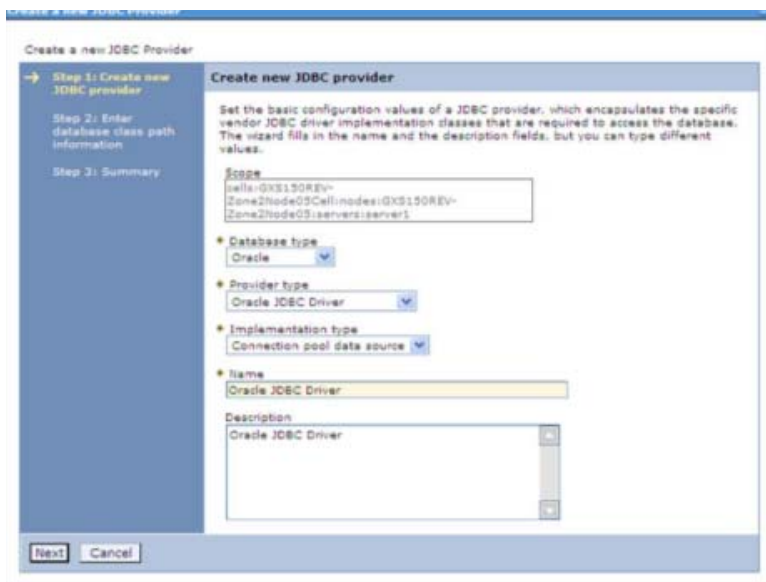 Create a new JDBC Provider
Create a new JDBC Provider
Step 1: Create new
JDBC provider
Step 2: Enter
database class path
information
Step 3: Summary
Create new JDBC provider
Set the basic configuration values of a JDBC provider, which encapsulates the specific
vendor JDBC driver implementation classes that are required to access the database.
The wizard fills in the name and the description fields, but you can type different
values.
Scope
cells:GXS150REV-
Zone2Node05Cell:nodes:GXS150REV-
Zone2Node05:servers:server1
Database type
Oracle
Provider type
Oracle JDBC Driver
Implementation type
Connection pool data source
Name
Oracle JDBC Driver
Description
Oracle JDBC Driver
Next Cancel